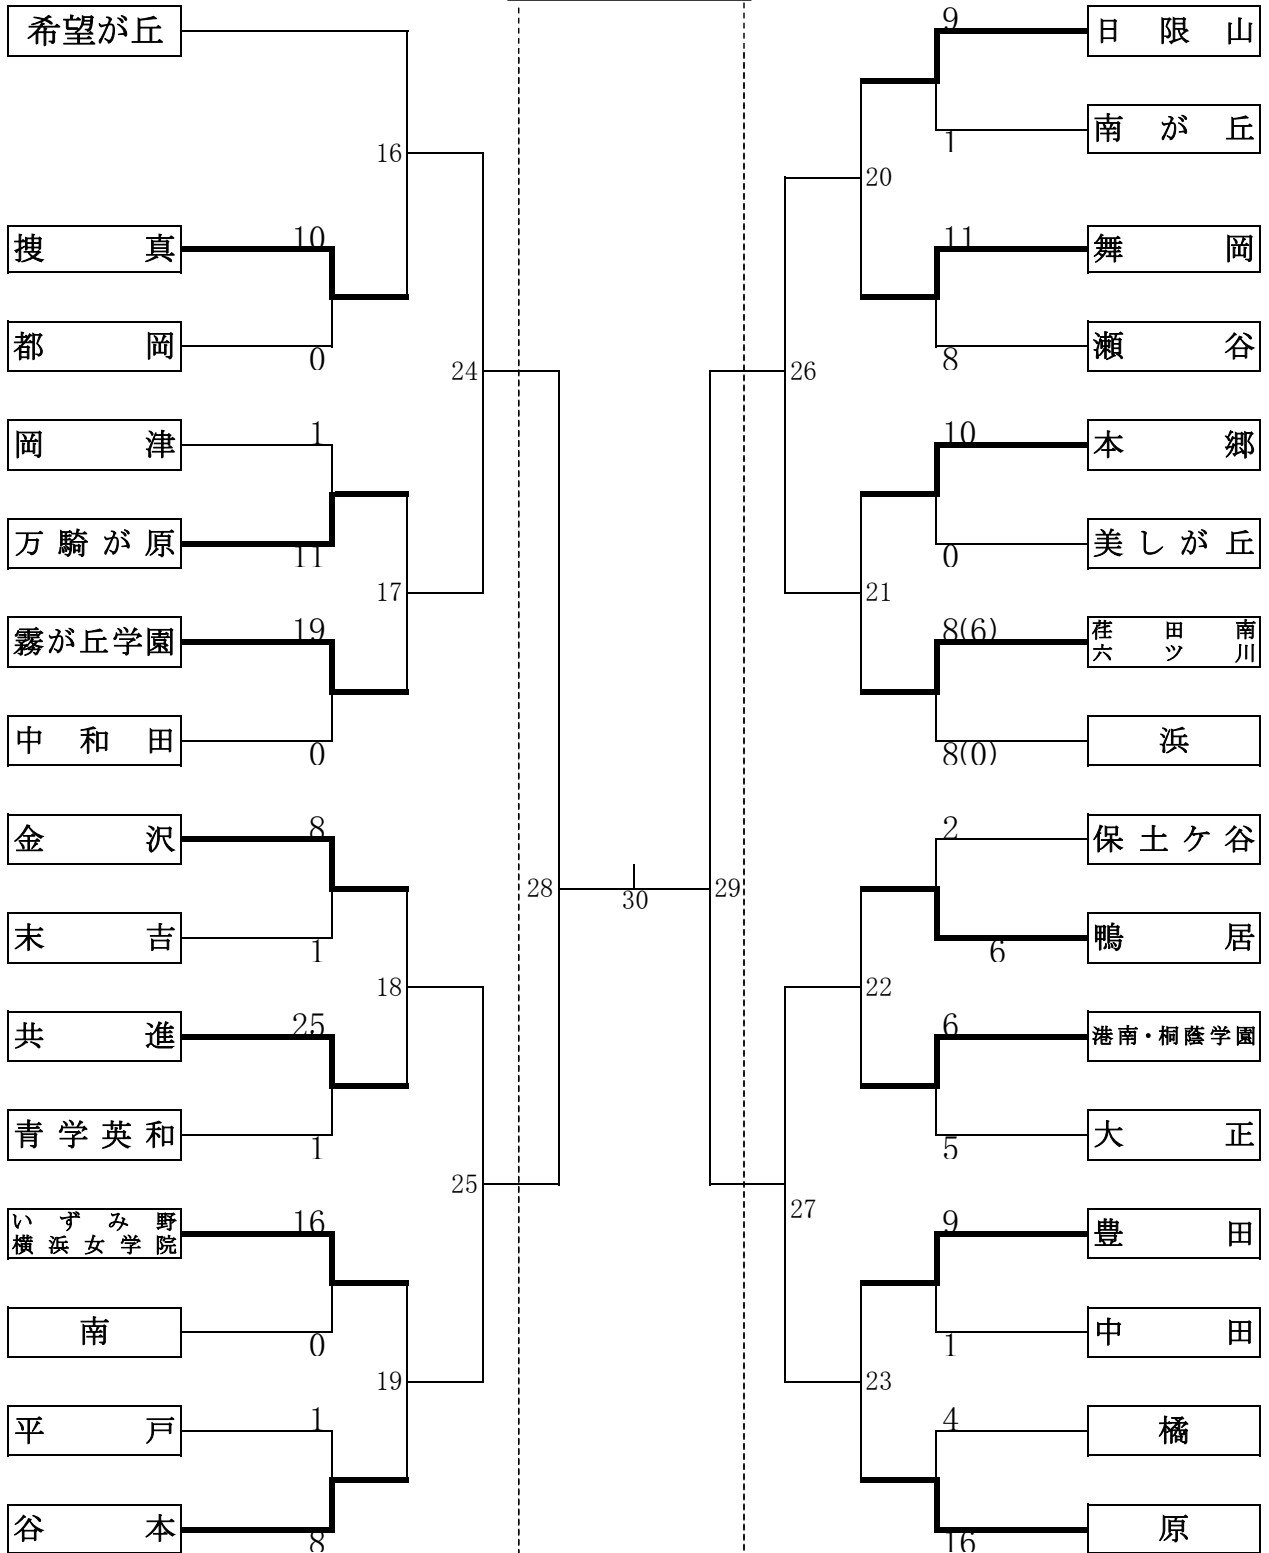 希望が丘
16
捜真
10
都岡
0
24
岡津
1
万騎が原
11
17
霧が丘学園
19
中和田
0
金沢
8
末吉
1
18
共進
25
青学英和
1
25
いずみ野
横浜女学院
16
南
0
19
平戸
1
谷本
8
28
30
29
9
日限山
1
南が丘
20
11
舞岡
8
瀬谷
26
10
本郷
0
美しが丘
21
8(6)
荏田南
六ツ川
8(0)
浜
2
保土ケ谷
6
鴨居
22
6
港南・桐蔭学園
5
大正
27
9
豊田
1
中田
23
4
橘
16
原